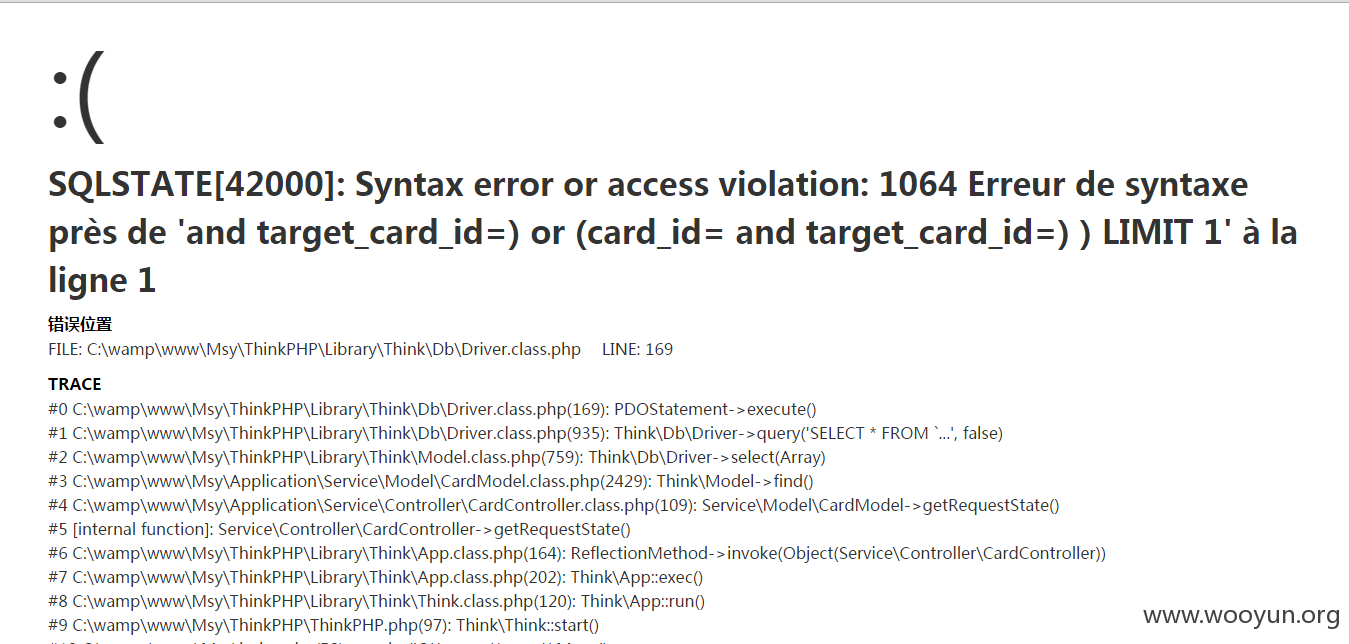 :(
SQLSTATE[42000]: Syntax error or access violation: 1064 Erreur de syntaxe
près de 'and target_card_id=) or (card_id= and target_card_id=) ) LIMIT 1' à la
ligne 1
错误位置
FILE: C:\wamp\www\Msy\ThinkPHP\Library\Think\Db\Driver.class.php LINE: 169
TRACE
#0 C:\wamp\www\Msy\ThinkPHP\Library\Think\Db\Driver.class.php(169): PDOStatement->execute()
#1 C:\wamp\www\Msy\ThinkPHP\Library\Think\Db\Driver.class.php(935): Think\Db\Driver->query('SELECT * FROM `...', false)
#2 C:\wamp\www\Msy\ThinkPHP\Library\Think\Model.class.php(759): Think\Db\Driver->select(Array)
#3 C:\wamp\www\Msy\Application\Service\Model\CardModel.class.php(2429): Think\Model->find()
#4 C:\wamp\www\Msy\Application\Service\Controller\CardController.class.php(109): Service\Model\CardModel->getRequestState()
#5 [internal function]: Service\Controller\CardController->getRequestState()
#6 C:\wamp\www\Msy\ThinkPHP\Library\Think\App.class.php(164): ReflectionMethod->invoke(Object(Service\Controller\CardController))
#7 C:\wamp\www\Msy\ThinkPHP\Library\Think\App.class.php(202): Think\App::exec()
#8 C:\wamp\www\Msy\ThinkPHP\Library\Think\Think.class.php(120): Think\App::run()
#9 C:\wamp\www\Msy\ThinkPHP\ThinkPHP.php(97): Think\Think::start()
www.wooyun.org